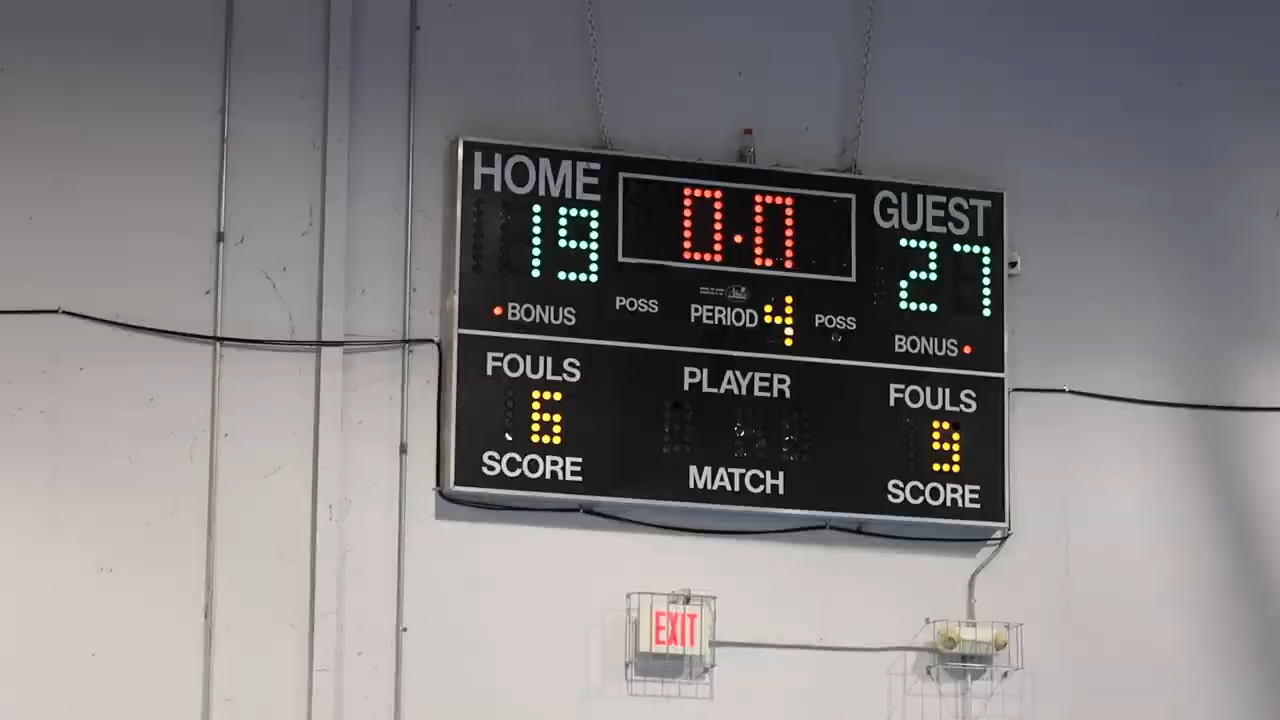 HOME
0.0
GUEST
19
27
BONUS
POSS
PERIOD 4
POSS
BONUS
FOULS
PLAYER
FOULS
6
9
SCORE
MATCH
SCORE
EXIT